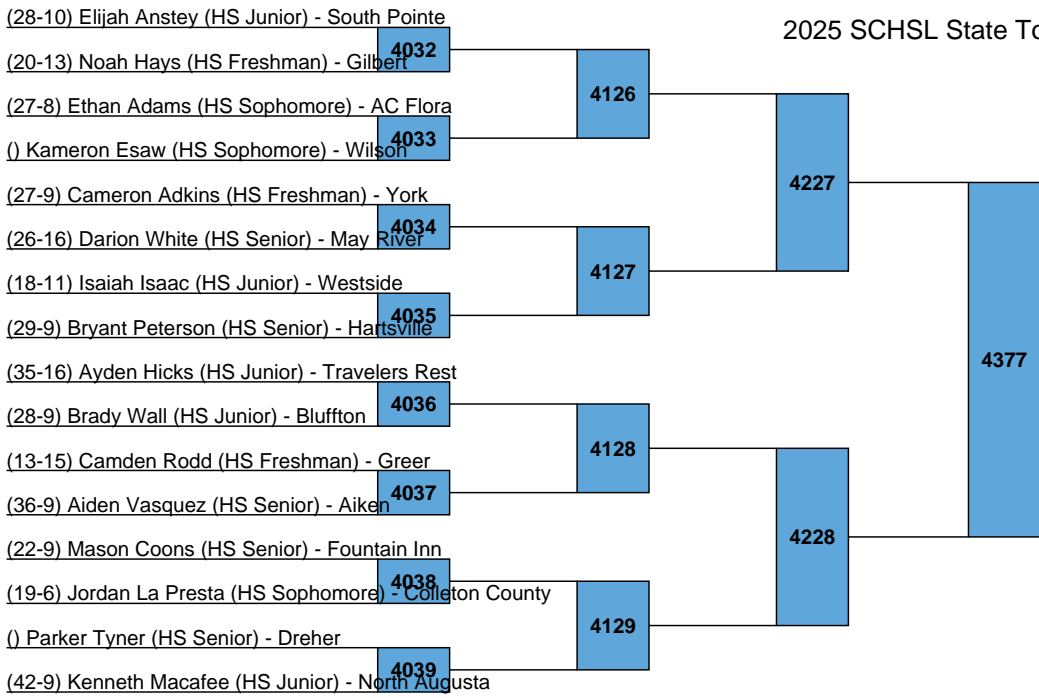 (28-10) Elijah Anstey (HS Junior) - South Pointe
2025 SCHSL State To
4032
(20-13) Noah Hays (HS Freshman) - Gilbert
4126
(27-8) Ethan Adams (HS Sophomore) - AC Flora
4033
() Kameron Esaw (HS Sophomore) - Wilson
4227
(27-9) Cameron Adkins (HS Freshman) - York
4034
(26-16) Darion White (HS Senior) - May River
4127
(18-11) Isaiah Isaac (HS Junior) - Westside
4035
(29-9) Bryant Peterson (HS Senior) - Hartsville
4377
(35-16) Ayden Hicks (HS Junior) - Travelers Rest
4036
(28-9) Brady Wall (HS Junior) - Bluffton
4128
(13-15) Camden Rodd (HS Freshman) - Greer
4037
(36-9) Aiden Vasquez (HS Senior) - Aiken
4228
(22-9) Mason Coons (HS Senior) - Fountain Inn
4038
(19-6) Jordan La Presta (HS Sophomore) - Colleton County
4129
() Parker Tyner (HS Senior) - Dreher
4039
(42-9) Kenneth Macafee (HS Junior) - North Augusta